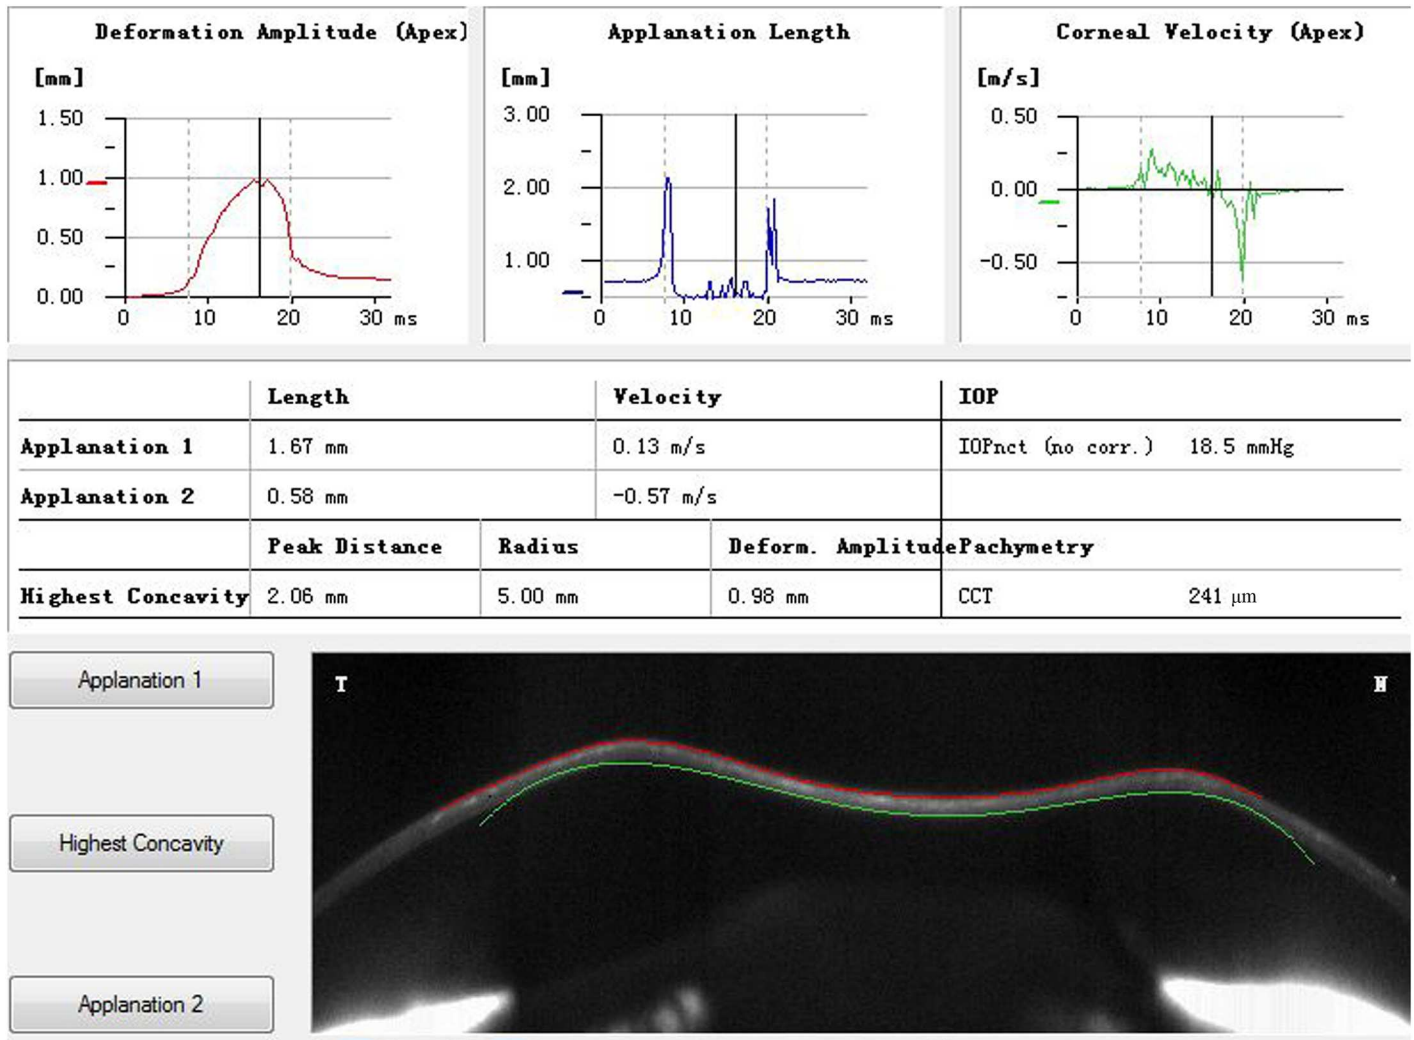 Deformation Amplitude (Apex)
[mm]
1.50
1.00
0.50
0.00
0 10 20 30 ms
Applanation Length
[mm]
3.00
2.00
1.00
0 10 20 30 ms
Corneal Velocity (Apex)
[m/s]
0.50
0.00
-0.50
0 10 20 30 ms
Length Velocity IOP
Applanation 1 1.67 mm 0.13 m/s IOPnct (no corr.) 18.5 mmHg
Applanation 2 0.58 mm -0.57 m/s
Peak Distance Radius Deform. Amplitude Pachymetry
Highest Concavity 2.06 mm 5.00 mm 0.98 mm CCT 241 μm
Applanation 1
Highest Concavity
Applanation 2
T N